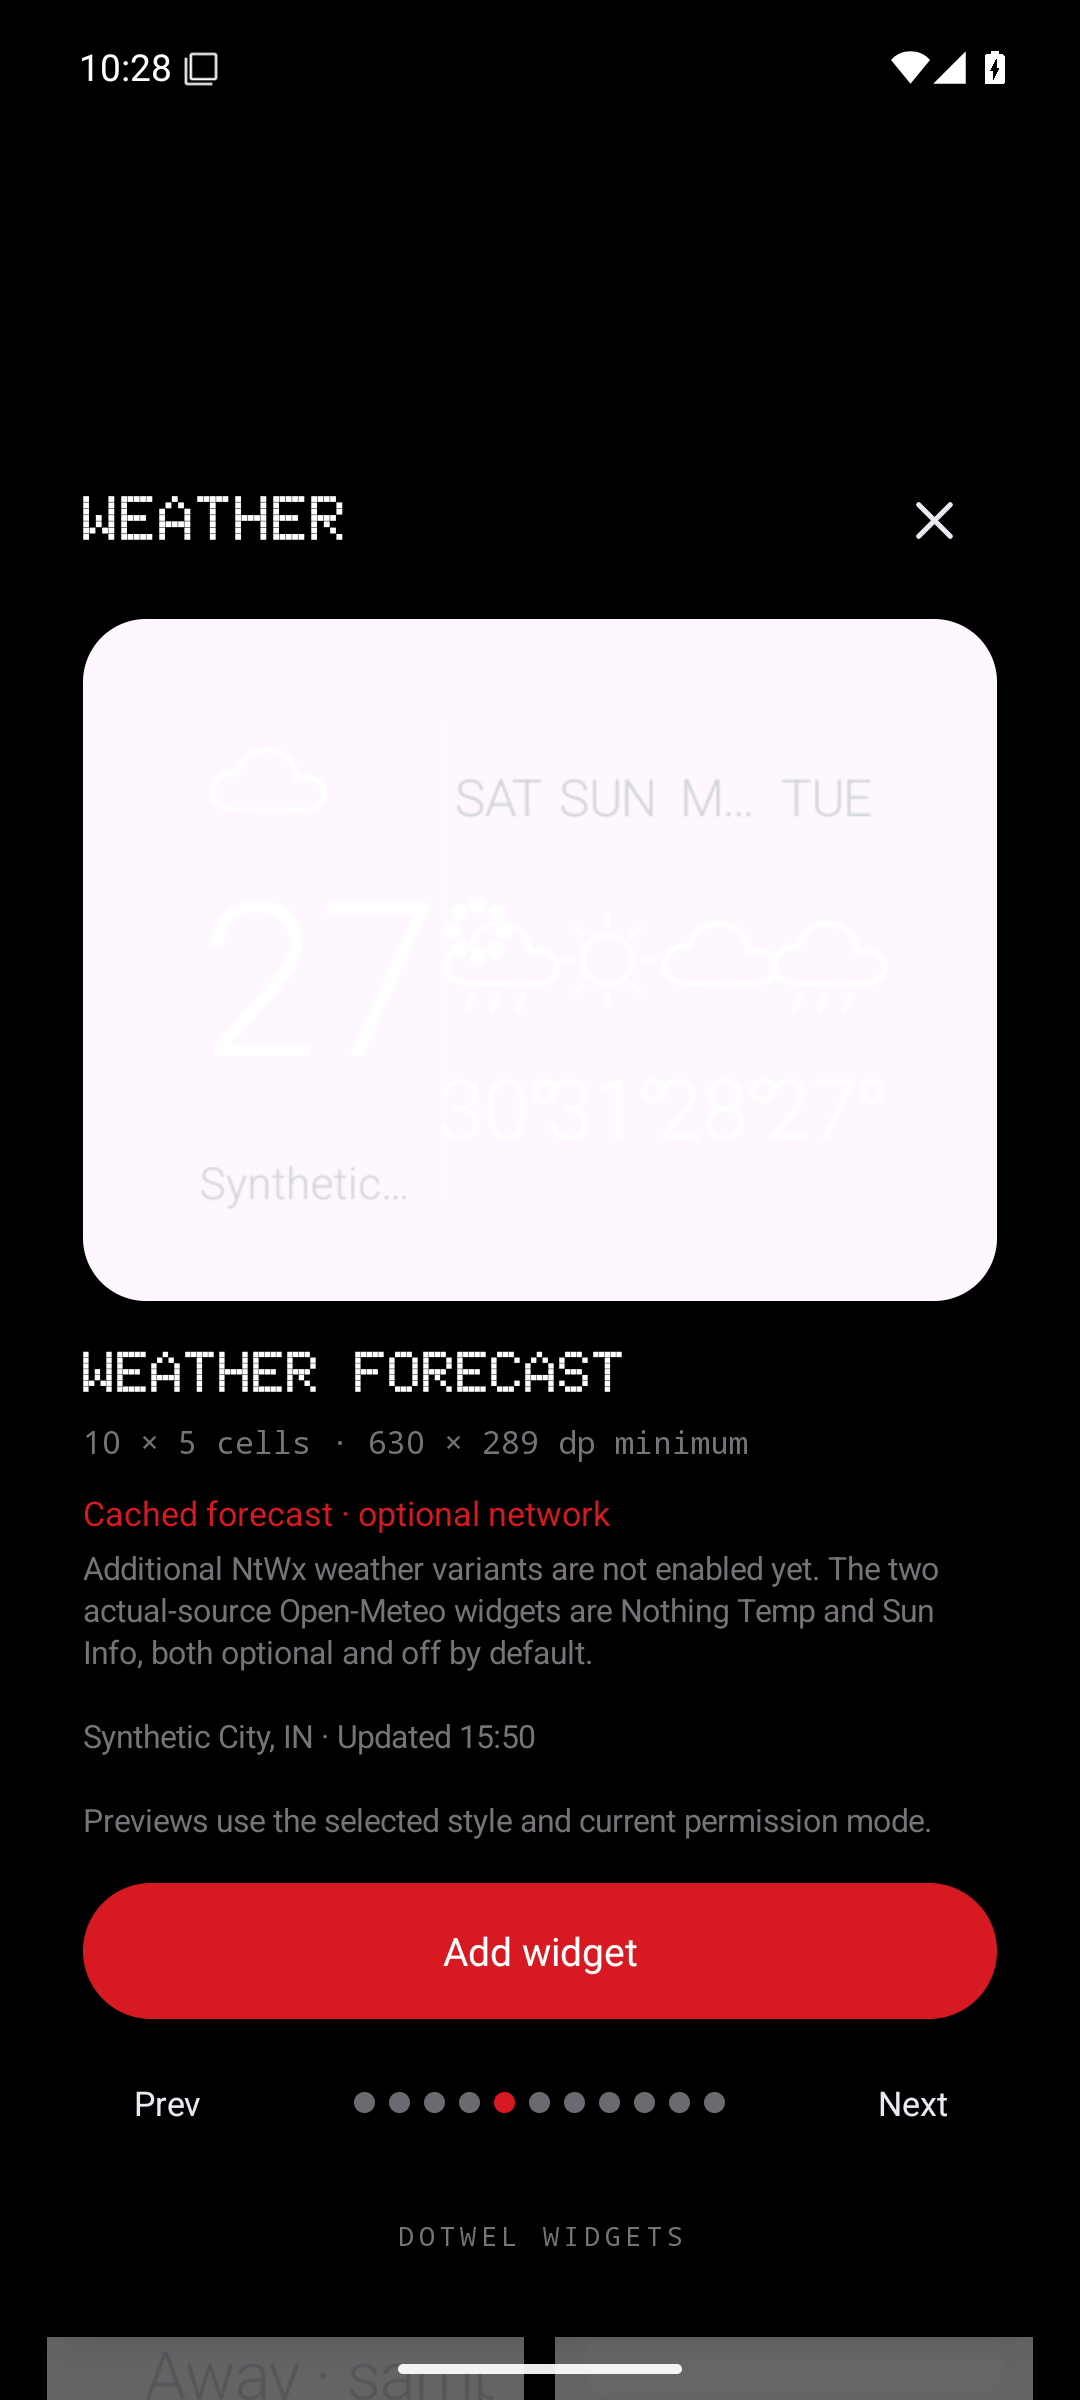 10:28
WEATHER
SAT SUN M... TUE
27
30° 31° 28° 27°
Synthetic...
WEATHER FORECAST
10 × 5 cells · 630 × 289 dp minimum
Cached forecast · optional network
Additional NtWx weather variants are not enabled yet. The two
actual-source Open-Meteo widgets are Nothing Temp and Sun
Info, both optional and off by default.
Synthetic City, IN · Updated 15:50
Previews use the selected style and current permission mode.
Add widget
Prev
Next
DOTWEL WIDGETS
Away ·